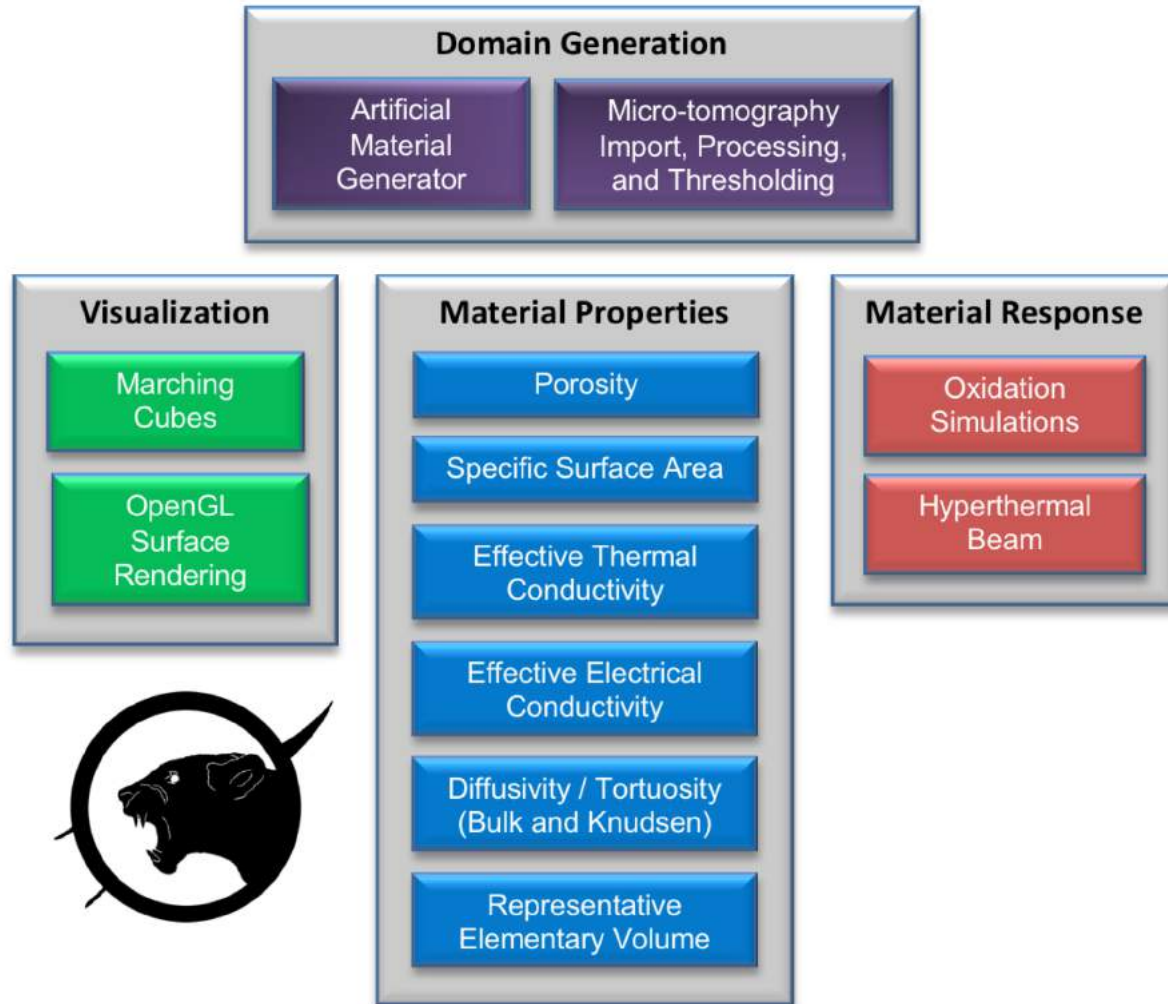 Domain Generation
Artificial
Material
Generator
Micro-tomography
Import, Processing,
and Thresholding
Visualization
Marching
Cubes
OpenGL
Surface
Rendering
Material Properties
Porosity
Specific Surface Area
Effective Thermal
Conductivity
Effective Electrical
Conductivity
Diffusivity / Tortuosity
(Bulk and Knudsen)
Representative
Elementary Volume
Material Response
Oxidation
Simulations
Hyperthermal
Beam